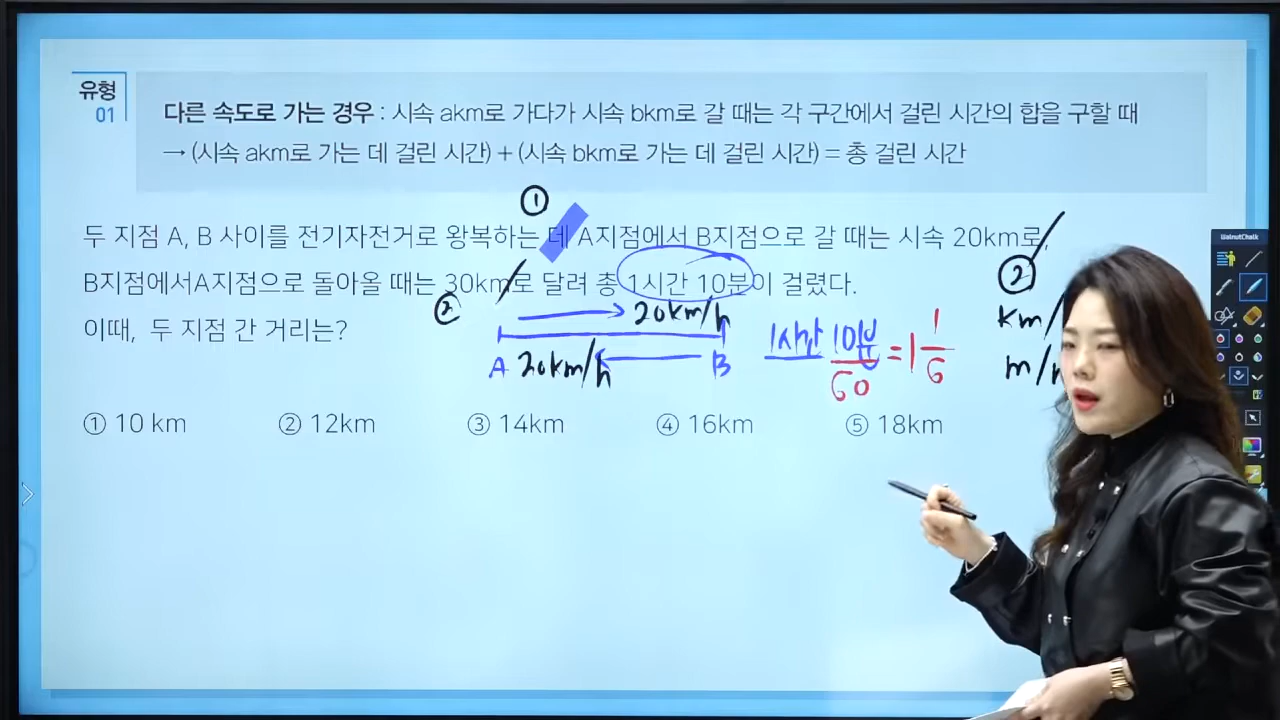 유형
01
다른 속도로 가는 경우 : 시속 akm로 가다가 시속 bkm로 갈 때는 각 구간에서 걸린 시간의 합을 구할 때
→ (시속 akm로 가는 데 걸린 시간) + (시속 bkm로 가는 데 걸린 시간) = 총 걸린 시간
①
두 지점 A, B 사이를 전기자전거로 왕복하는 데 A지점에서 B지점으로 갈 때는 시속 20km로,
B지점에서A지점으로 돌아올 때는 30km로 달려 총 1시간 10분이 걸렸다.
②
이때, 두 지점 간 거리는?
20km/h
A 20km/h B
1시간 10분/60 = 1 1/6
②
km/
m/h
① 10 km ② 12km ③ 14km ④ 16km ⑤ 18km
WalnutChalk